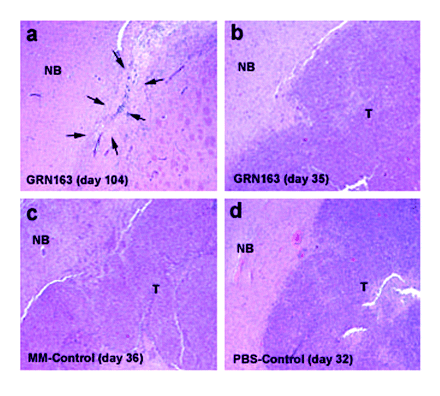 a
NB
GRN163 (day 104)
b
NB
T
GRN163 (day 35)
c
NB
T
MM-Control (day 36)
d
NB
T
PBS-Control (day 32)